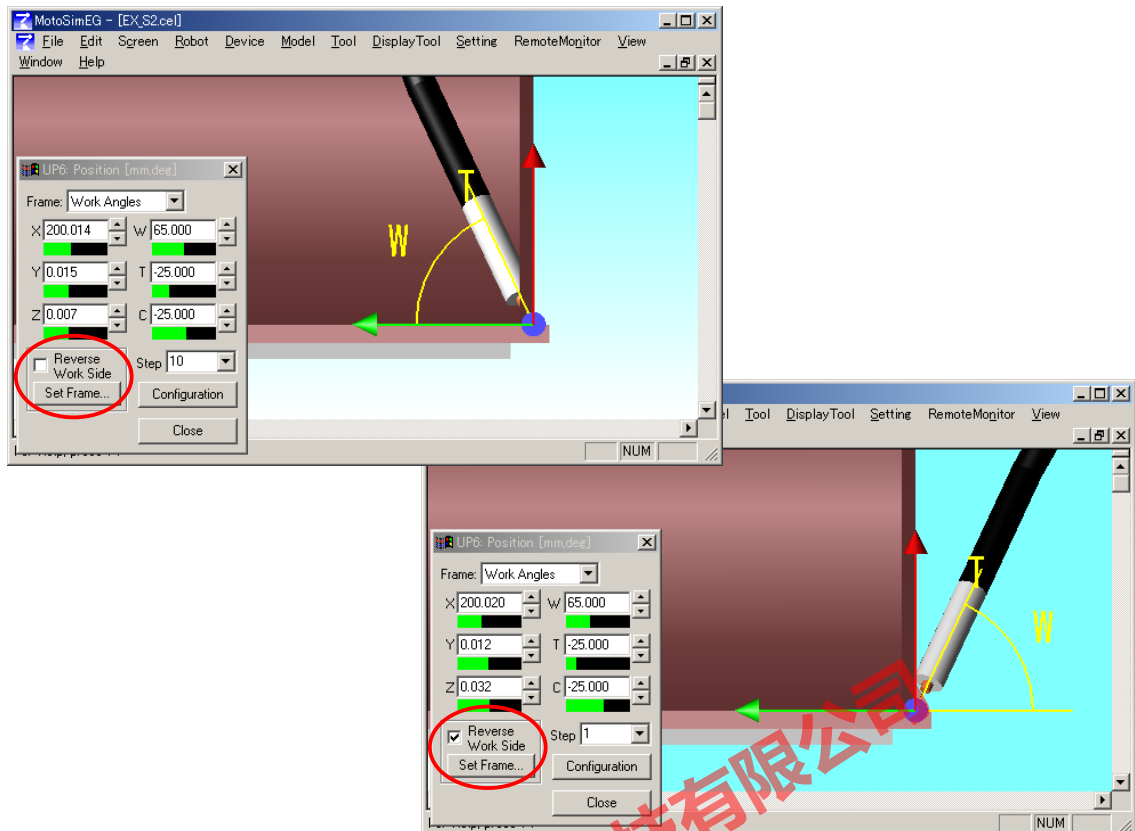 MotoSimEG - [EX_S2.cel]
File Edit Screen Robot Device Model Tool DisplayTool Setting RemoteMonitor View
Window Help
UP6: Position [mm,deg]
Frame: Work Angles
X 200.014 W 65.000
Y 0.015 T -25.000
Z 0.007 C -25.000
Reverse
Work Side
Step 10
Set Frame... Configuration
Close
T
W
NUM
Tool DisplayTool Setting RemoteMonitor View
UP6: Position [mm,deg]
Frame: Work Angles
X 200.020 W 65.000
Y 0.012 T -25.000
Z 0.032 C -25.000
Reverse
Work Side
Step 1
Set Frame... Configuration
Close
T
W
NUM
有限公司